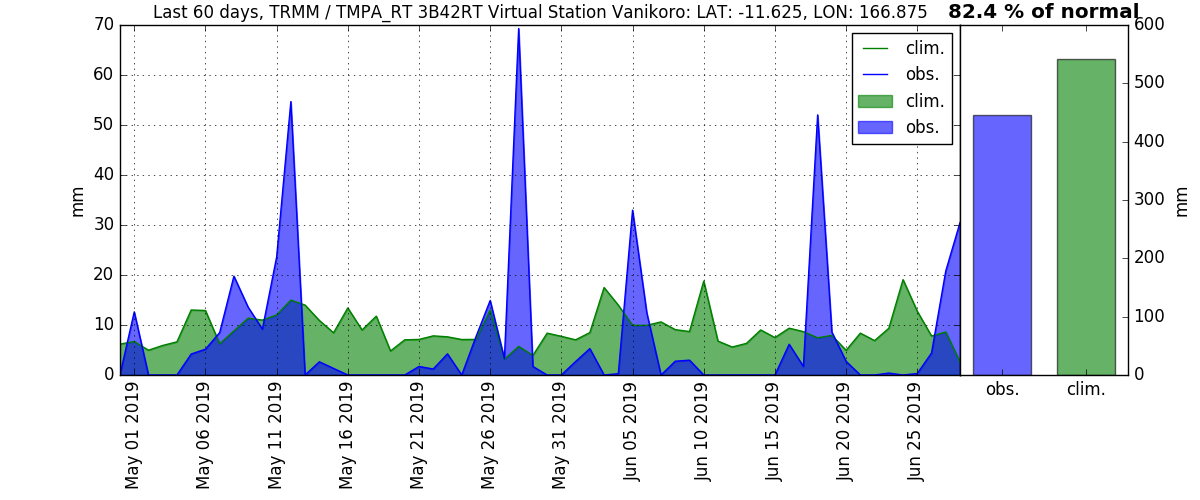 Last 60 days, TRMM / TMPA_RT 3B42RT Virtual Station Vanikoro: LAT: -11.625, LON: 166.875
82.4 % of normal
70
60
50
40
30
20
10
0
mm
clim.
obs.
clim.
obs.
May 01 2019
May 06 2019
May 11 2019
May 16 2019
May 21 2019
May 26 2019
May 31 2019
Jun 05 2019
Jun 10 2019
Jun 15 2019
Jun 20 2019
Jun 25 2019
600
500
400
300
200
100
0
mm
obs.
clim.